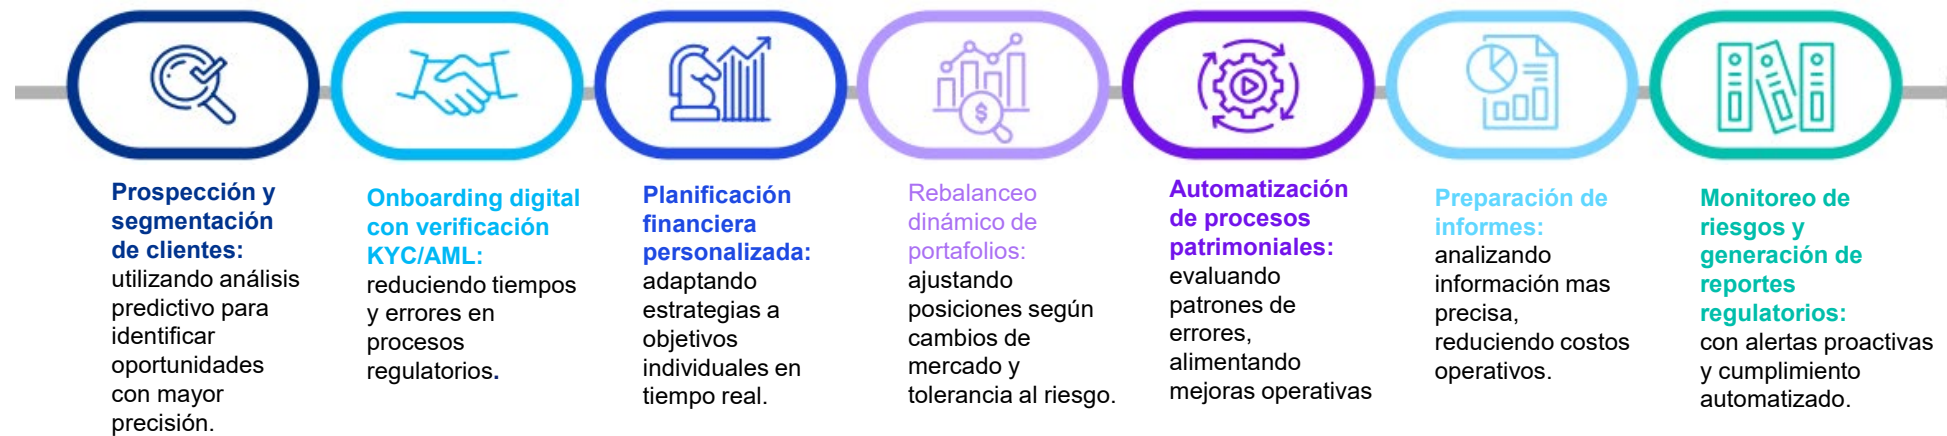 Prospección y
segmentación
de clientes:
utilizando análisis
predictivo para
identificar
oportunidades
con mayor
precisión.
Onboarding digital
con verificación
KYC/AML:
reduciendo tiempos
y errores en
procesos
regulatorios.
Planificación
financiera
personalizada:
adaptando
estrategias a
objetivos
individuales en
tiempo real.
Rebalanceo
dinámico de
portafolios:
ajustando
posiciones según
cambios de
mercado y
tolerancia al riesgo.
Automatización
de procesos
patrimoniales:
evaluando
patrones de
errores,
alimentando
mejoras operativas
Preparación de
informes:
analizando
información mas
precisa,
reduciendo costos
operativos.
Monitoreo de
riesgos y
generación de
reportes
regulatorios:
con alertas proactivas
y cumplimiento
automatizado.
$